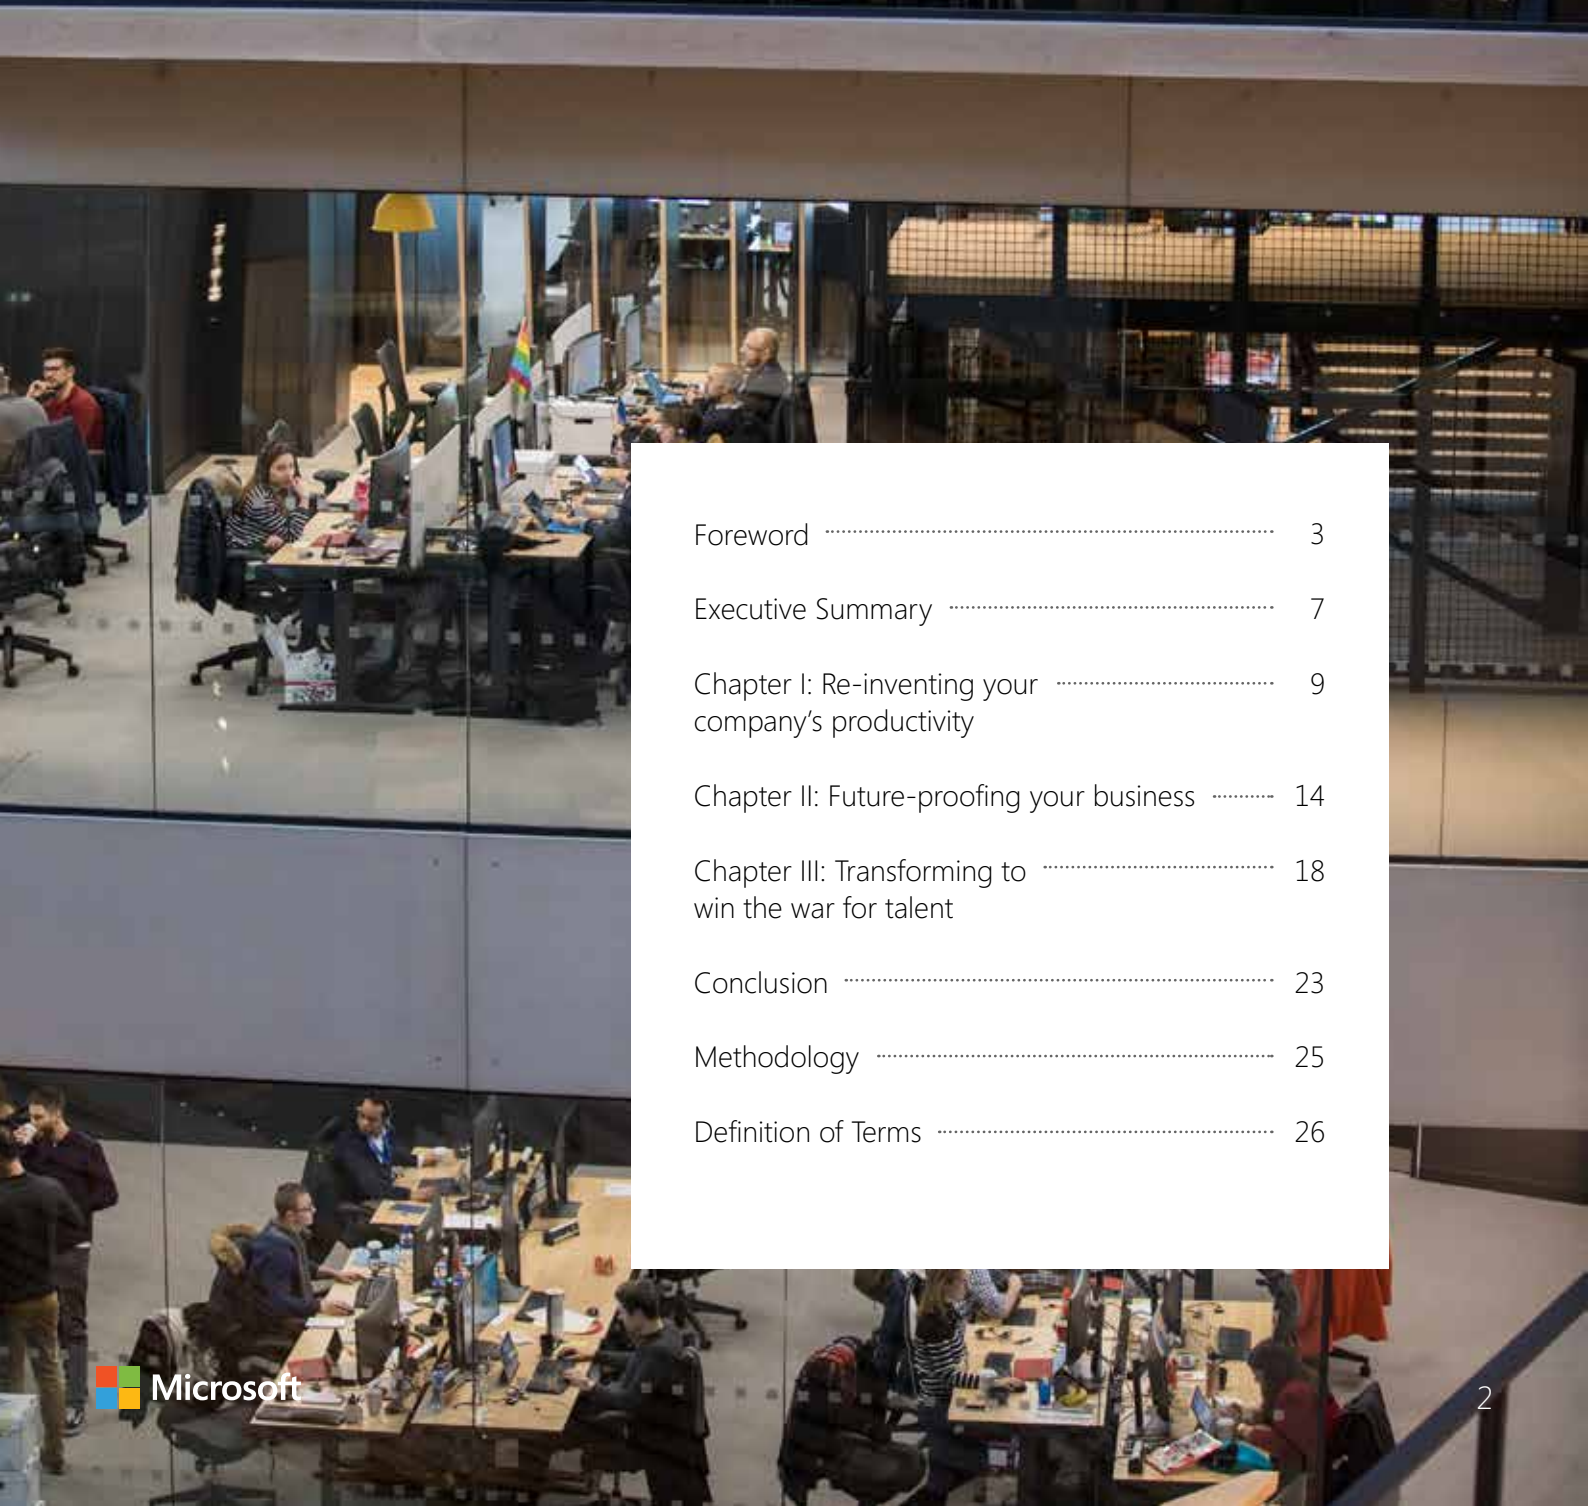 Foreword 3
Executive Summary 7
Chapter I: Re-inventing your 9
company's productivity
Chapter II: Future-proofing your business 14
Chapter III: Transforming to 18
win the war for talent
Conclusion 23
Methodology 25
Definition of Terms 26
Microsoft
2